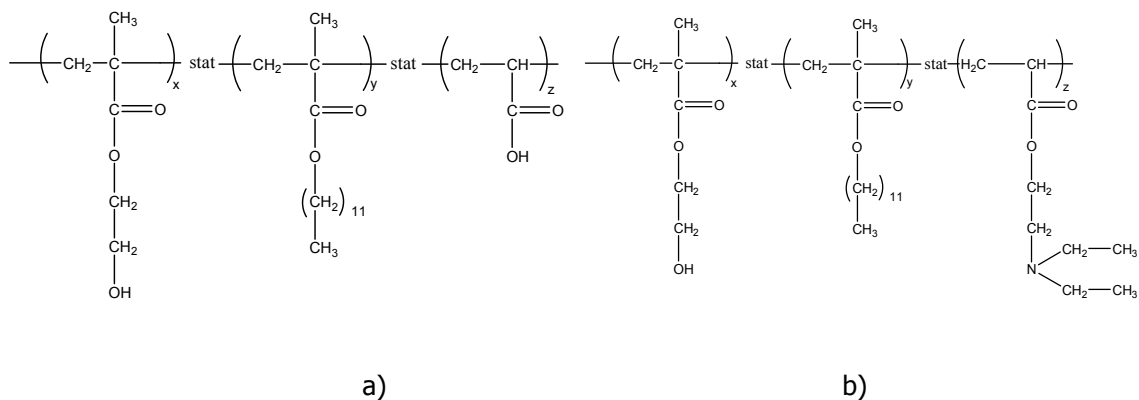 CH3 CH3
CH2 C x stat CH2 C y stat CH2 CH z
C O C O C O
O O OH
CH2 (CH2) 11
CH2 CH3
OH
a)
CH3 CH3
CH2 C x stat CH2 C y stat H2C CH z
C O C O C O
O O O
CH2 (CH2) 11 CH2
CH2 CH3 CH2
OH N CH2 CH3
CH2 CH3
b)